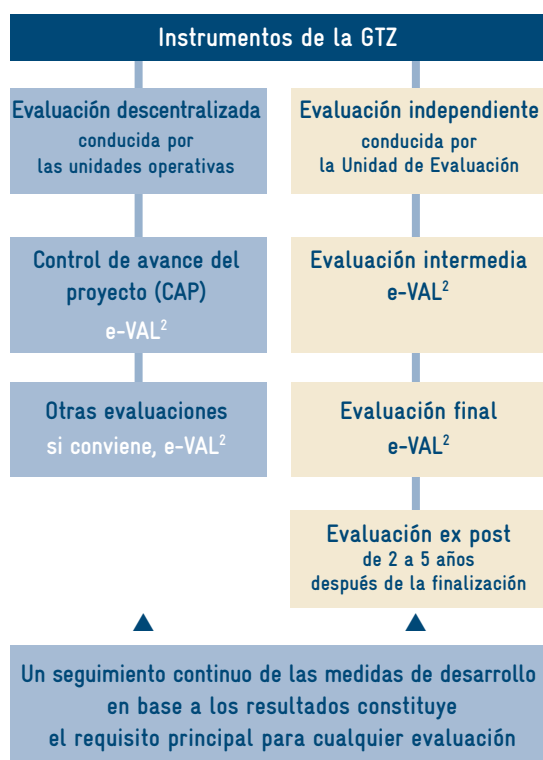 Instrumentos de la GTZ
Evaluación descentralizada
conducida por
las unidades operativas
Control de avance del
proyecto (CAP)
e-VAL²
Otras evaluaciones
si conviene, e-VAL²
Evaluación independiente
conducida por
la Unidad de Evaluación
Evaluación intermedia
e-VAL²
Evaluación final
e-VAL²
Evaluación ex post
de 2 a 5 años
después de la finalización
Un seguimiento continuo de las medidas de desarrollo
en base a los resultados constituye
el requisito principal para cualquier evaluación